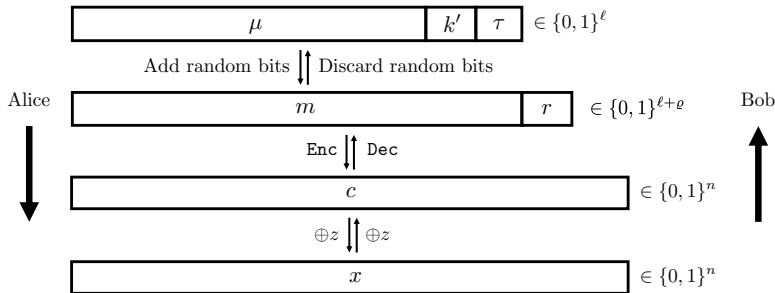 μ k′ τ ∈ {0, 1}^ℓ
Add random bits Discard random bits
Alice m r ∈ {0, 1}^{ℓ+ϱ} Bob
Enc Dec
c ∈ {0, 1}^n
⊕z ⊕z
x ∈ {0, 1}^n